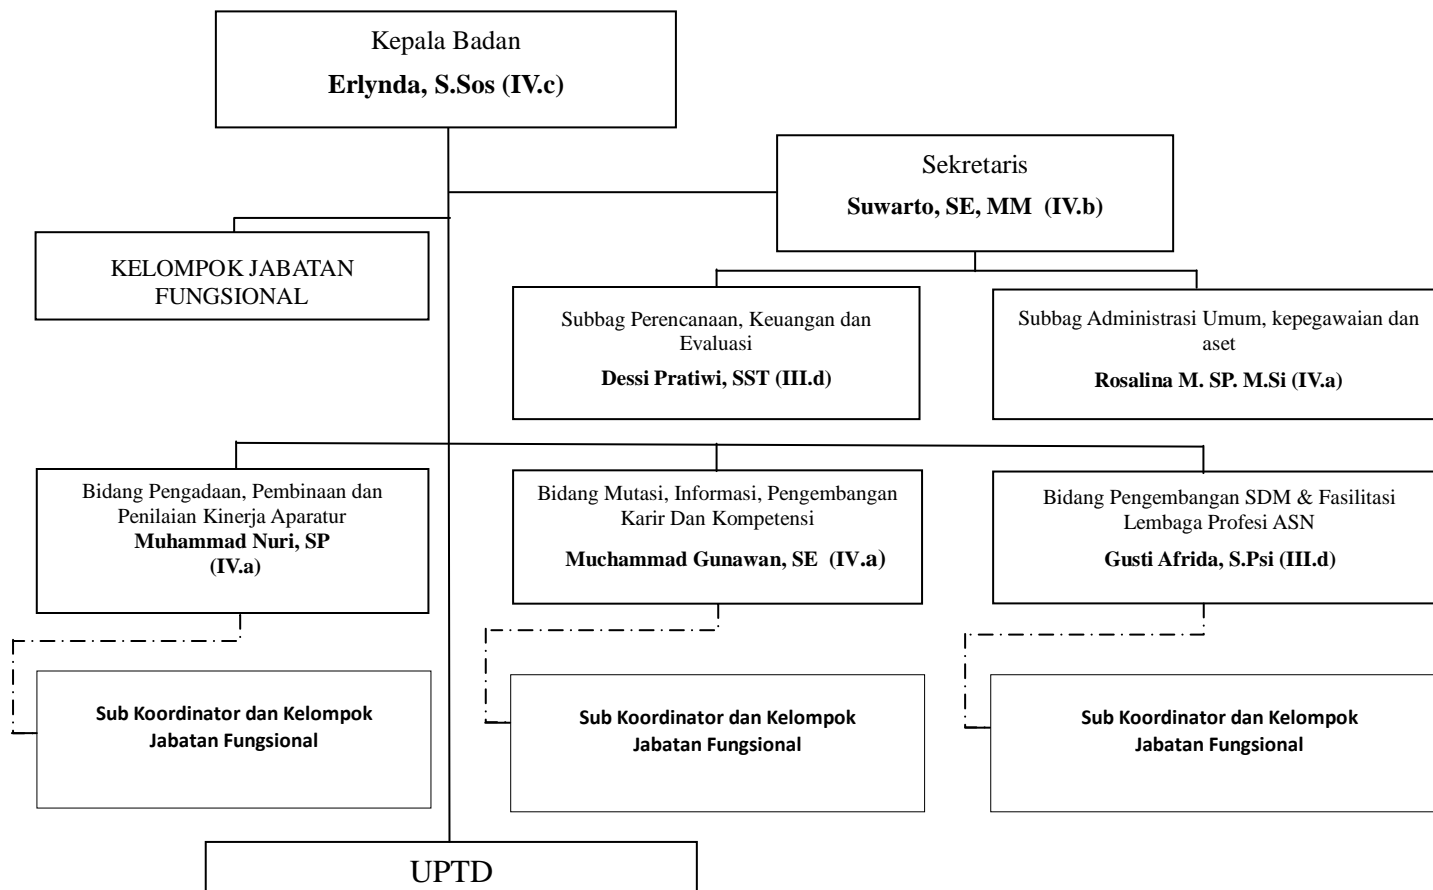 Kepala Badan
Erlynda, S.Sos (IV.c)
Sekretaris
Suwarto, SE, MM (IV.b)
KELOMPOK JABATAN
FUNGSIONAL
Subbag Perencanaan, Keuangan dan
Evaluasi
Dessi Pratiwi, SST (III.d)
Subbag Administrasi Umum, kepegawaian dan
aset
Rosalina M. SP. M.Si (IV.a)
Bidang Pengadaan, Pembinaan dan
Penilaian Kinerja Aparatur
Muhammad Nuri, SP
(IV.a)
Bidang Mutasi, Informasi, Pengembangan
Karir Dan Kompetensi
Muchammad Gunawan, SE (IV.a)
Bidang Pengembangan SDM & Fasilitasi
Lembaga Profesi ASN
Gusti Afrida, S.Psi (III.d)
Sub Koordinator dan Kelompok
Jabatan Fungsional
Sub Koordinator dan Kelompok
Jabatan Fungsional
Sub Koordinator dan Kelompok
Jabatan Fungsional
UPTD